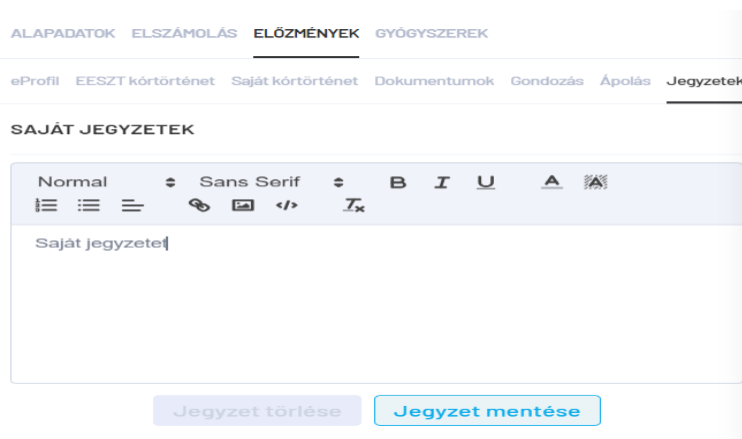 ALAPADATOK ELSZÁMOLÁS ELŐZMÉNYEK GYÓGYSZEREK
eProfil EESZT kórtörténet Saját kórtörténet Dokumentumok Gondozás Ápolás Jegyzetek
SAJÁT JEGYZETEK
Normal Sans Serif B I U A A
Saját jegyzetet
Jegyzet törlése Jegyzet mentése